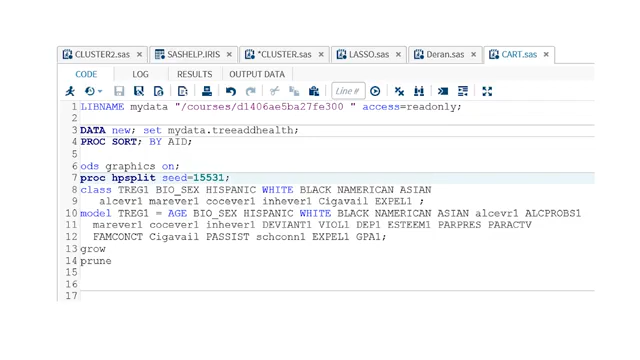 CLUSTER2.sas × SASHELP.IRIS × *CLUSTER.sas × LASSO.sas × Deran.sas × CART.sas ×
CODE LOG RESULTS OUTPUT DATA
Line #
1 LIBNAME mydata "/courses/d1406ae5ba27fe300 " access=readonly;
2
3 DATA new; set mydata.treeaddhealth;
4 PROC SORT; BY AID;
5
6 ods graphics on;
7 proc hpsplit seed=15531;
8 class TREG1 BIO_SEX HISPANIC WHITE BLACK NAMERICAN ASIAN
9 alcevr1 marever1 cocever1 inhever1 Cigavail EXPEL1 ;
10 model TREG1 = AGE BIO_SEX HISPANIC WHITE BLACK NAMERICAN ASIAN alcevr1 ALCPROBS1
11 marever1 cocever1 inhever1 DEVIANT1 VIOL1 DEP1 ESTEEM1 PARPRES PARACTV
12 FAMCONCT Cigavail PASSIST schconn1 EXPEL1 GPA1;
13 grow
14 prune
15
16
17